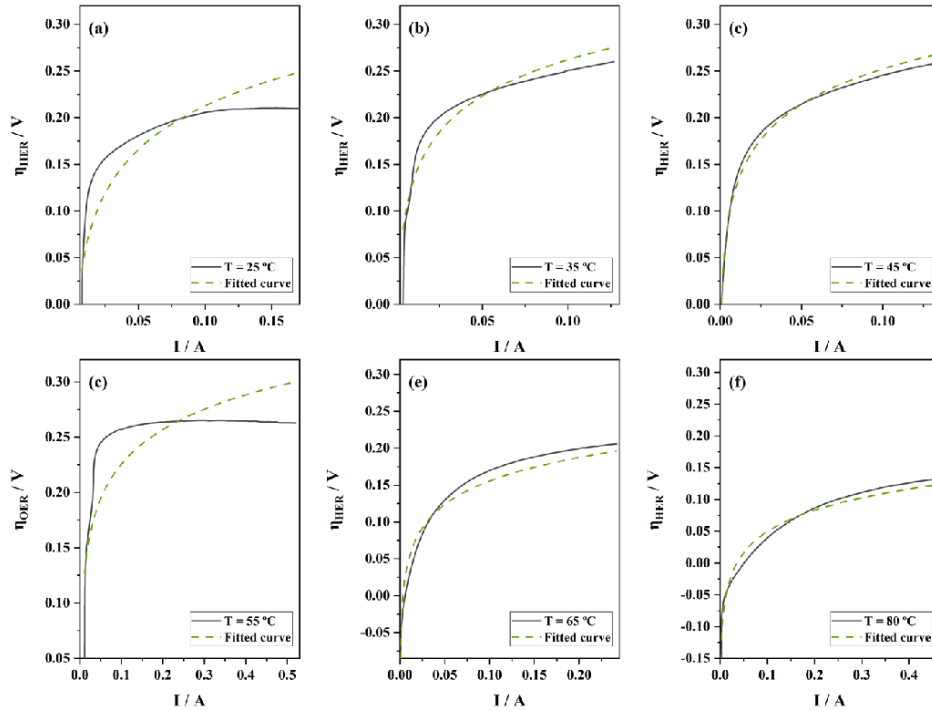 (a)
0.30
0.25
0.20
0.15
0.10
0.05
0.00
ηHER / V
T = 25 ºC
Fitted curve
0.05
0.10
0.15
I / A
(b)
0.30
0.25
0.20
0.15
0.10
0.05
0.00
ηHER / V
T = 35 ºC
Fitted curve
0.05
0.10
I / A
(c)
0.30
0.25
0.20
0.15
0.10
0.05
0.00
ηHER / V
T = 45 ºC
Fitted curve
0.00
0.05
0.10
I / A
(c)
0.30
0.25
0.20
0.15
0.10
0.05
ηOER / V
T = 55 ºC
Fitted curve
0.0
0.1
0.2
0.3
0.4
0.5
I / A
(e)
0.30
0.25
0.20
0.15
0.10
0.05
0.00
-0.05
ηHER / V
T = 65 ºC
Fitted curve
0.00
0.05
0.10
0.15
0.20
I / A
(f)
0.30
0.25
0.20
0.15
0.10
0.05
0.00
-0.05
-0.10
-0.15
ηHER / V
T = 80 ºC
Fitted curve
0.0
0.1
0.2
0.3
0.4
I / A